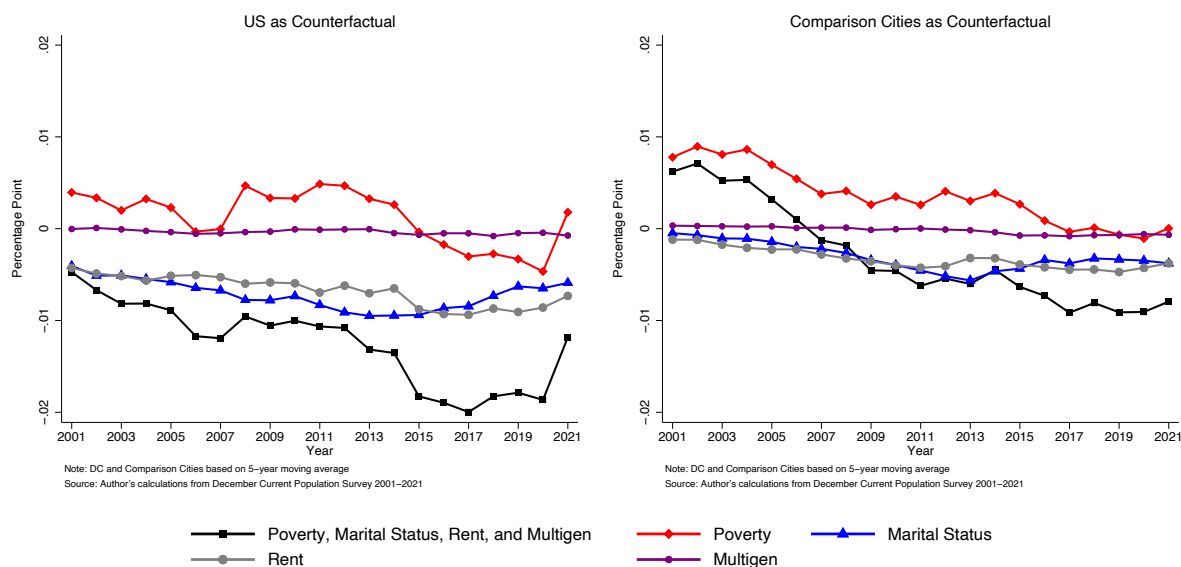 US as Counterfactual
Percentage Point
.02
.01
0
-.01
-.02
2001 2003 2005 2007 2009 2011 2013 2015 2017 2019 2021
Year
Note: DC and Comparison Cities based on 5-year moving average
Source: Author's calculations from December Current Population Survey 2001-2021
Comparison Cities as Counterfactual
Percentage Point
.02
.01
0
-.01
-.02
2001 2003 2005 2007 2009 2011 2013 2015 2017 2019 2021
Year
Note: DC and Comparison Cities based on 5-year moving average
Source: Author's calculations from December Current Population Survey 2001-2021
Poverty, Marital Status, Rent, and Multigen Poverty Marital Status
Rent Multigen